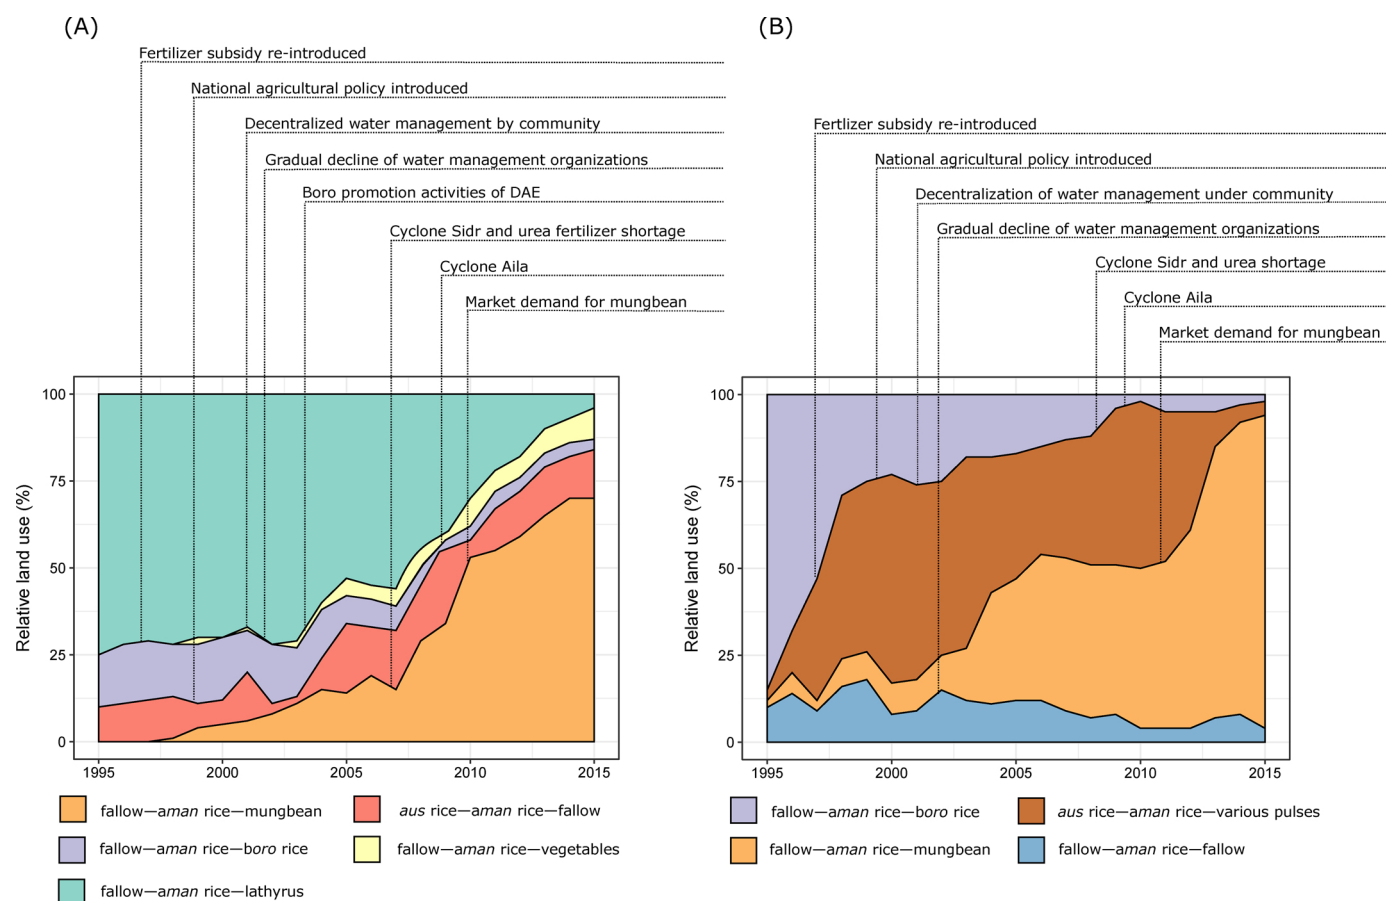 (A)
Fertilizer subsidy re-introduced
National agricultural policy introduced
Decentralized water management by community
Gradual decline of water management organizations
Boro promotion activities of DAE
Cyclone Sidr and urea fertilizer shortage
Cyclone Aila
Market demand for mungbean
Relative land use (%)
100
75
50
25
0
1995
2000
2005
2010
2015
fallow—aman rice—mungbean
aus rice—aman rice—fallow
fallow—aman rice—boro rice
fallow—aman rice—vegetables
fallow—aman rice—lathyrus
(B)
Fertlizer subsidy re-introduced
National agricultural policy introduced
Decentralization of water management under community
Gradual decline of water management organizations
Cyclone Sidr and urea shortage
Cyclone Aila
Market demand for mungbean
Relative land use (%)
100
75
50
25
0
1995
2000
2005
2010
2015
fallow—aman rice—boro rice
aus rice—aman rice—various pulses
fallow—aman rice—mungbean
fallow—aman rice—fallow